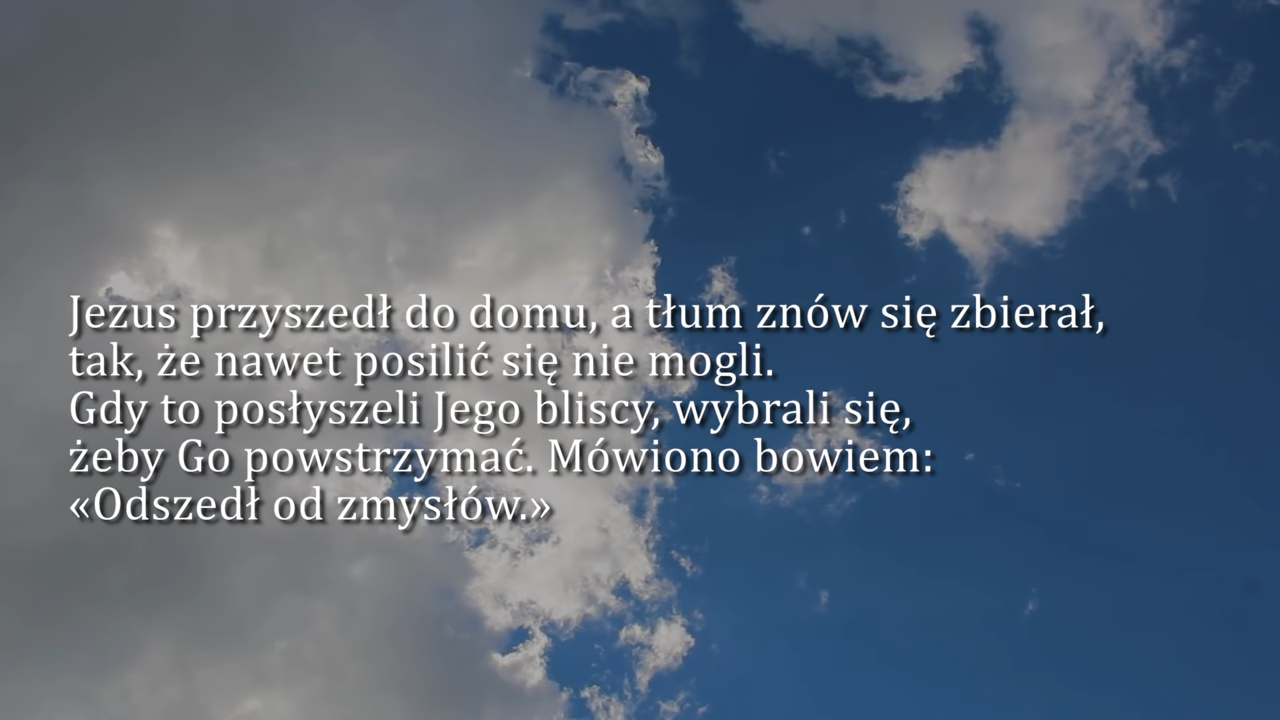 Jezus przyszedł do domu, a tłum znów się zbierał,
tak, że nawet posilić się nie mogli.
Gdy to posłyszeli Jego bliscy, wybrali się,
żeby Go powstrzymać. Mówiono bowiem:
«Odszedł od zmysłów.»